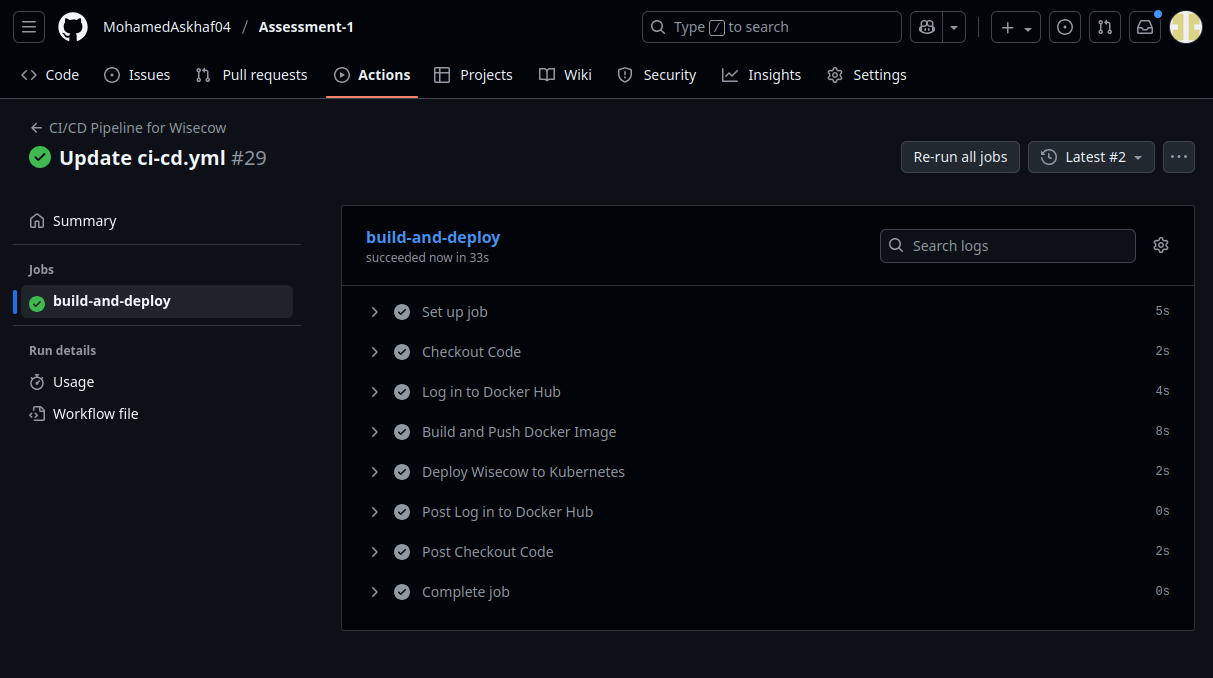 MohamedAskhaf04 / Assessment-1
Type / to search
Code
Issues
Pull requests
Actions
Projects
Wiki
Security
Insights
Settings
CI/CD Pipeline for Wisecow
Update ci-cd.yml #29
Re-run all jobs
Latest #2
Summary
Jobs
build-and-deploy
Run details
Usage
Workflow file
build-and-deploy
succeeded now in 33s
Search logs
Set up job 5s
Checkout Code 2s
Log in to Docker Hub 4s
Build and Push Docker Image 8s
Deploy Wisecow to Kubernetes 2s
Post Log in to Docker Hub 0s
Post Checkout Code 2s
Complete job 0s